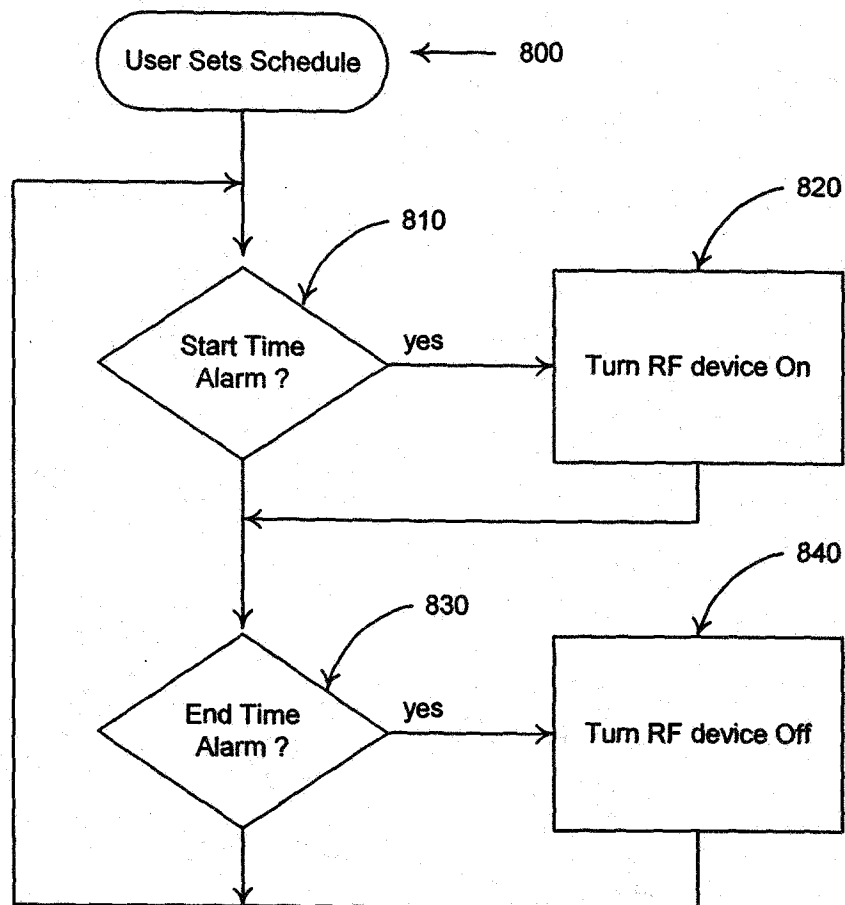 User Sets Schedule
800
820
810
Start Time
Alarm ?
yes
Turn RF device On
840
830
End Time
Alarm ?
yes
Turn RF device Off